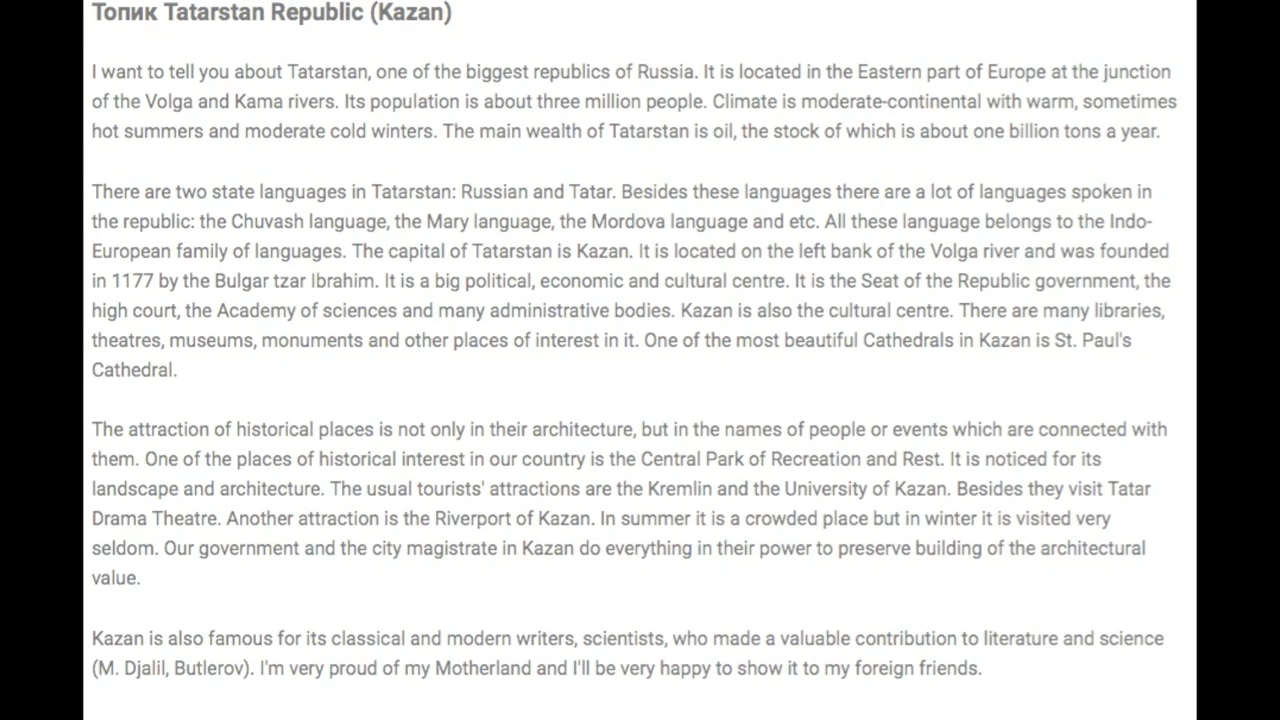 Топик Tatarstan Republic (Kazan)
I want to tell you about Tatarstan, one of the biggest republics of Russia. It is located in the Eastern part of Europe at the junction
of the Volga and Kama rivers. Its population is about three million people. Climate is moderate-continental with warm, sometimes
hot summers and moderate cold winters. The main wealth of Tatarstan is oil, the stock of which is about one billion tons a year.
There are two state languages in Tatarstan: Russian and Tatar. Besides these languages there are a lot of languages spoken in
the republic: the Chuvash language, the Mary language, the Mordova language and etc. All these language belongs to the Indo-
European family of languages. The capital of Tatarstan is Kazan. It is located on the left bank of the Volga river and was founded
in 1177 by the Bulgar tzar Ibrahim. It is a big political, economic and cultural centre. It is the Seat of the Republic government, the
high court, the Academy of sciences and many administrative bodies. Kazan is also the cultural centre. There are many libraries,
theatres, museums, monuments and other places of interest in it. One of the most beautiful Cathedrals in Kazan is St. Paul's
Cathedral.
The attraction of historical places is not only in their architecture, but in the names of people or events which are connected with
them. One of the places of historical interest in our country is the Central Park of Recreation and Rest. It is noticed for its
landscape and architecture. The usual tourists' attractions are the Kremlin and the University of Kazan. Besides they visit Tatar
Drama Theatre. Another attraction is the Riverport of Kazan. In summer it is a crowded place but in winter it is visited very
seldom. Our government and the city magistrate in Kazan do everything in their power to preserve building of the architectural
value.
Kazan is also famous for its classical and modern writers, scientists, who made a valuable contribution to literature and science
(M. Djalil, Butlerov). I'm very proud of my Motherland and I'll be very happy to show it to my foreign friends.